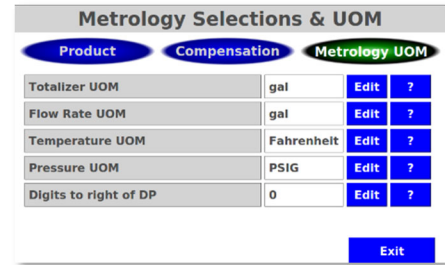 Metrology Selections & UOM
Product Compensation Metrology UOM
Totalizer UOM gal Edit ?
Flow Rate UOM gal Edit ?
Temperature UOM Fahrenheit Edit ?
Pressure UOM PSIG Edit ?
Digits to right of DP 0 Edit ?
Exit